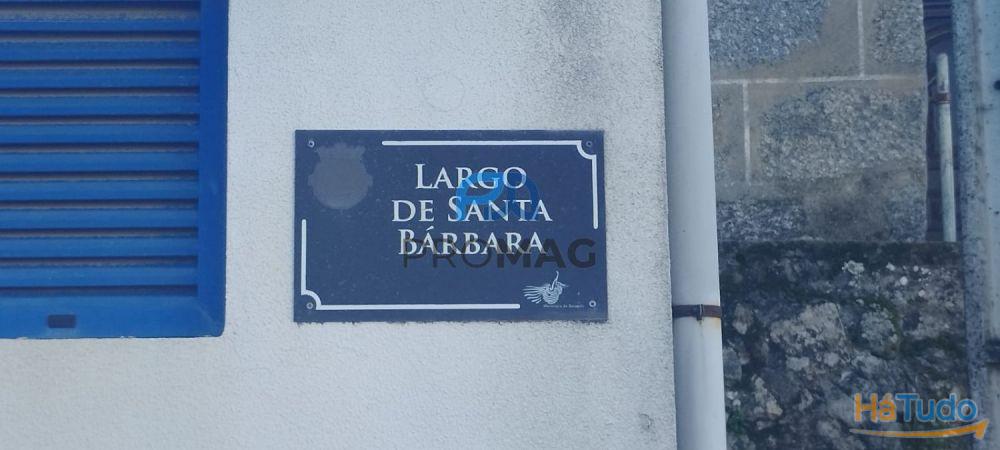 LARGO
DE SANTA
BÁRBARA
PROMAG
HáTudo